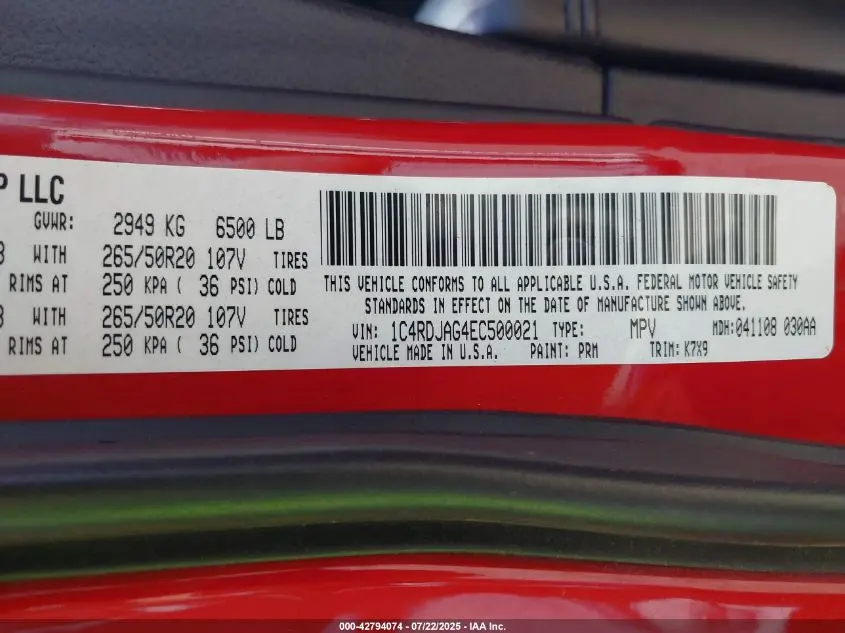 P LLC
GVWR: 2949 KG 6500 LB
WITH 265/50R20 107V TIRES
RIMS AT 250 KPA ( 36 PSI) COLD
WITH 265/50R20 107V TIRES
RIMS AT 250 KPA ( 36 PSI) COLD
THIS VEHICLE CONFORMS TO ALL APPLICABLE U.S.A. FEDERAL MOTOR VEHICLE SAFETY
STANDARDS IN EFFECT ON THE DATE OF MANUFACTURE SHOWN ABOVE.
VIN: 1C4RDJAG4EC500021 TYPE: MPV MDH:041108 030AA
VEHICLE MADE IN U.S.A. PAINT: PRM TRIM: K7X9
000-42794074 - 07/22/2025 - IAA Inc.